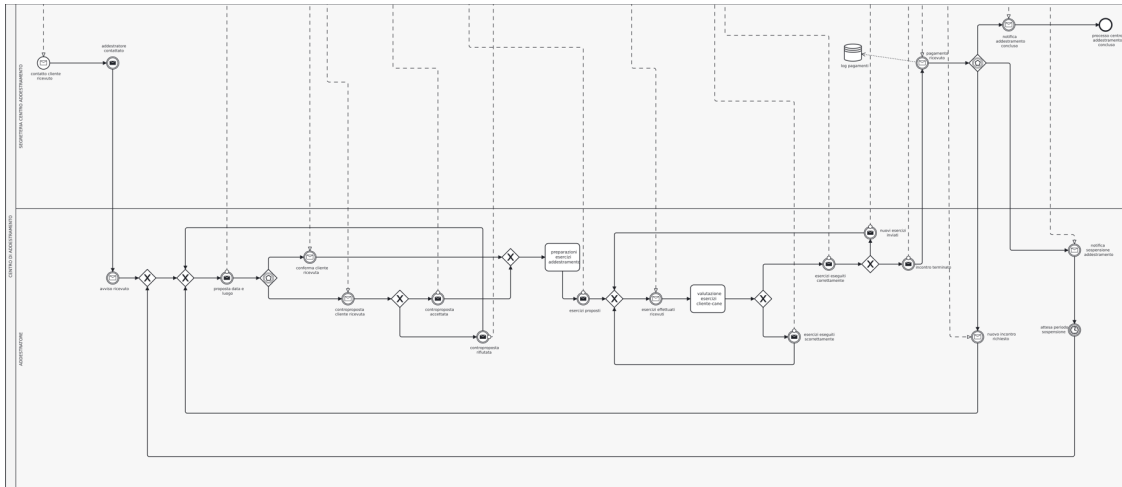 CENTRO DI ADDESTRAMENTO
SEGRETERIA CENTRO ADDESTRAMENTO
contatto cliente
ricevuto
addestratore
contattato
log pagamenti
pagamento
ricevuto
notifica
addestramento
concluso
processo centro
addestramento
concluso
ADDESTRATORE
avviso ricevuto
proposta data e
luogo
conferma cliente
ricevuta
controproposta
cliente ricevuta
controproposta
accettata
controproposta
rifiutata
preparazioni
esercizi
addestramento
esercizi proposti
esercizi effettuati
ricevuti
valutazione
esercizi
cliente-cane
esercizi eseguiti
correttamente
esercizi eseguiti
scorrettamente
nuovi esercizi
inviati
incontro terminato
nuovo incontro
richiesto
notifica
sospensione
addestramento
attesa periodo
sospensione